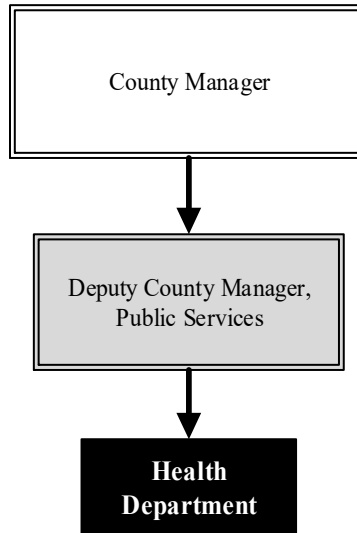 County Manager
Deputy County Manager,
Public Services
Health
Department